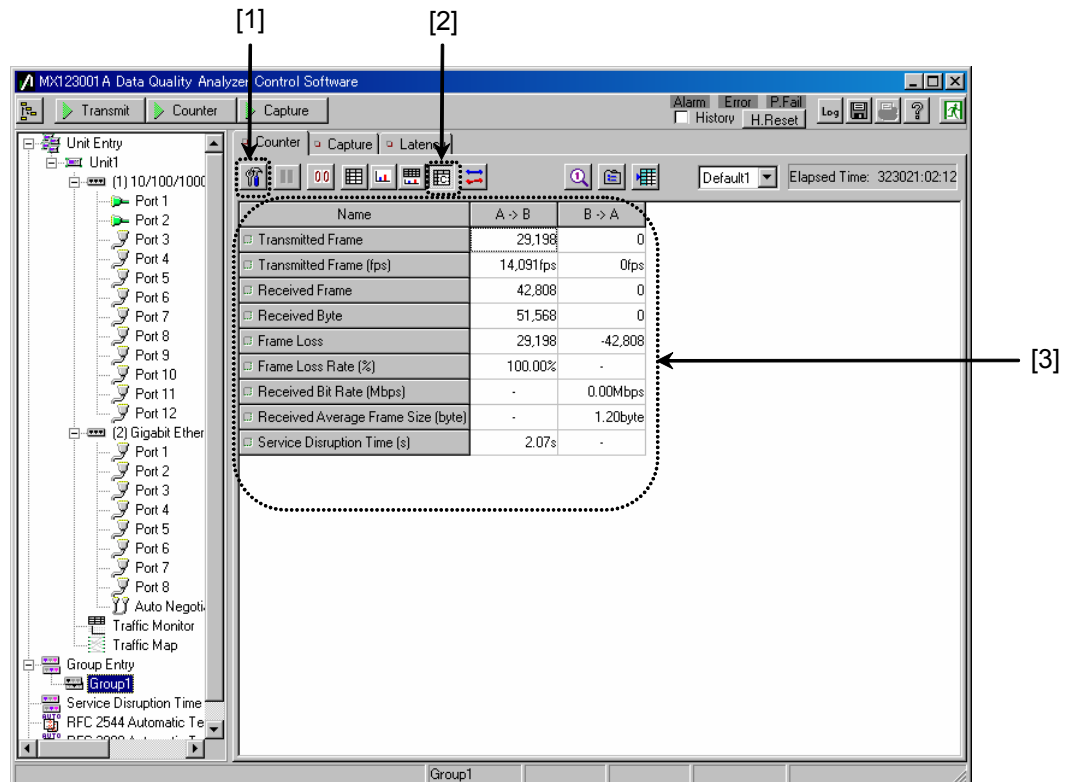 [1] [2]
MX123001A Data Quality Analyzer Control Software
Transmit Counter Capture Alarm Error P.Fail
History H.Reset Log
Unit Entry
Unit1
(1) 10/100/1000
Port 1
Port 2
Port 3
Port 4
Port 5
Port 6
Port 7
Port 8
Port 9
Port 10
Port 11
Port 12
(2) Gigabit Ether
Port 1
Port 2
Port 3
Port 4
Port 5
Port 6
Port 7
Port 8
Auto Negoti
Traffic Monitor
Traffic Map
Group Entry
Group1
Service Disruption Time
AUTO RFC 2544 Automatic Te
AUTO
Counter Capture Laten
00 Default1 Elapsed Time: 323021:02:12
Name A -> B B -> A
Transmitted Frame 29,198 0
Transmitted Frame (fps) 14,091fps 0fps
Received Frame 42,808 0
Received Byte 51,568 0
Frame Loss 29,198 -42,808
Frame Loss Rate (%) 100.00% -
Received Bit Rate (Mbps) - 0.00Mbps
Received Average Frame Size (byte) - 1.20byte
Service Disruption Time (s) 2.07s -
[3]
Group1